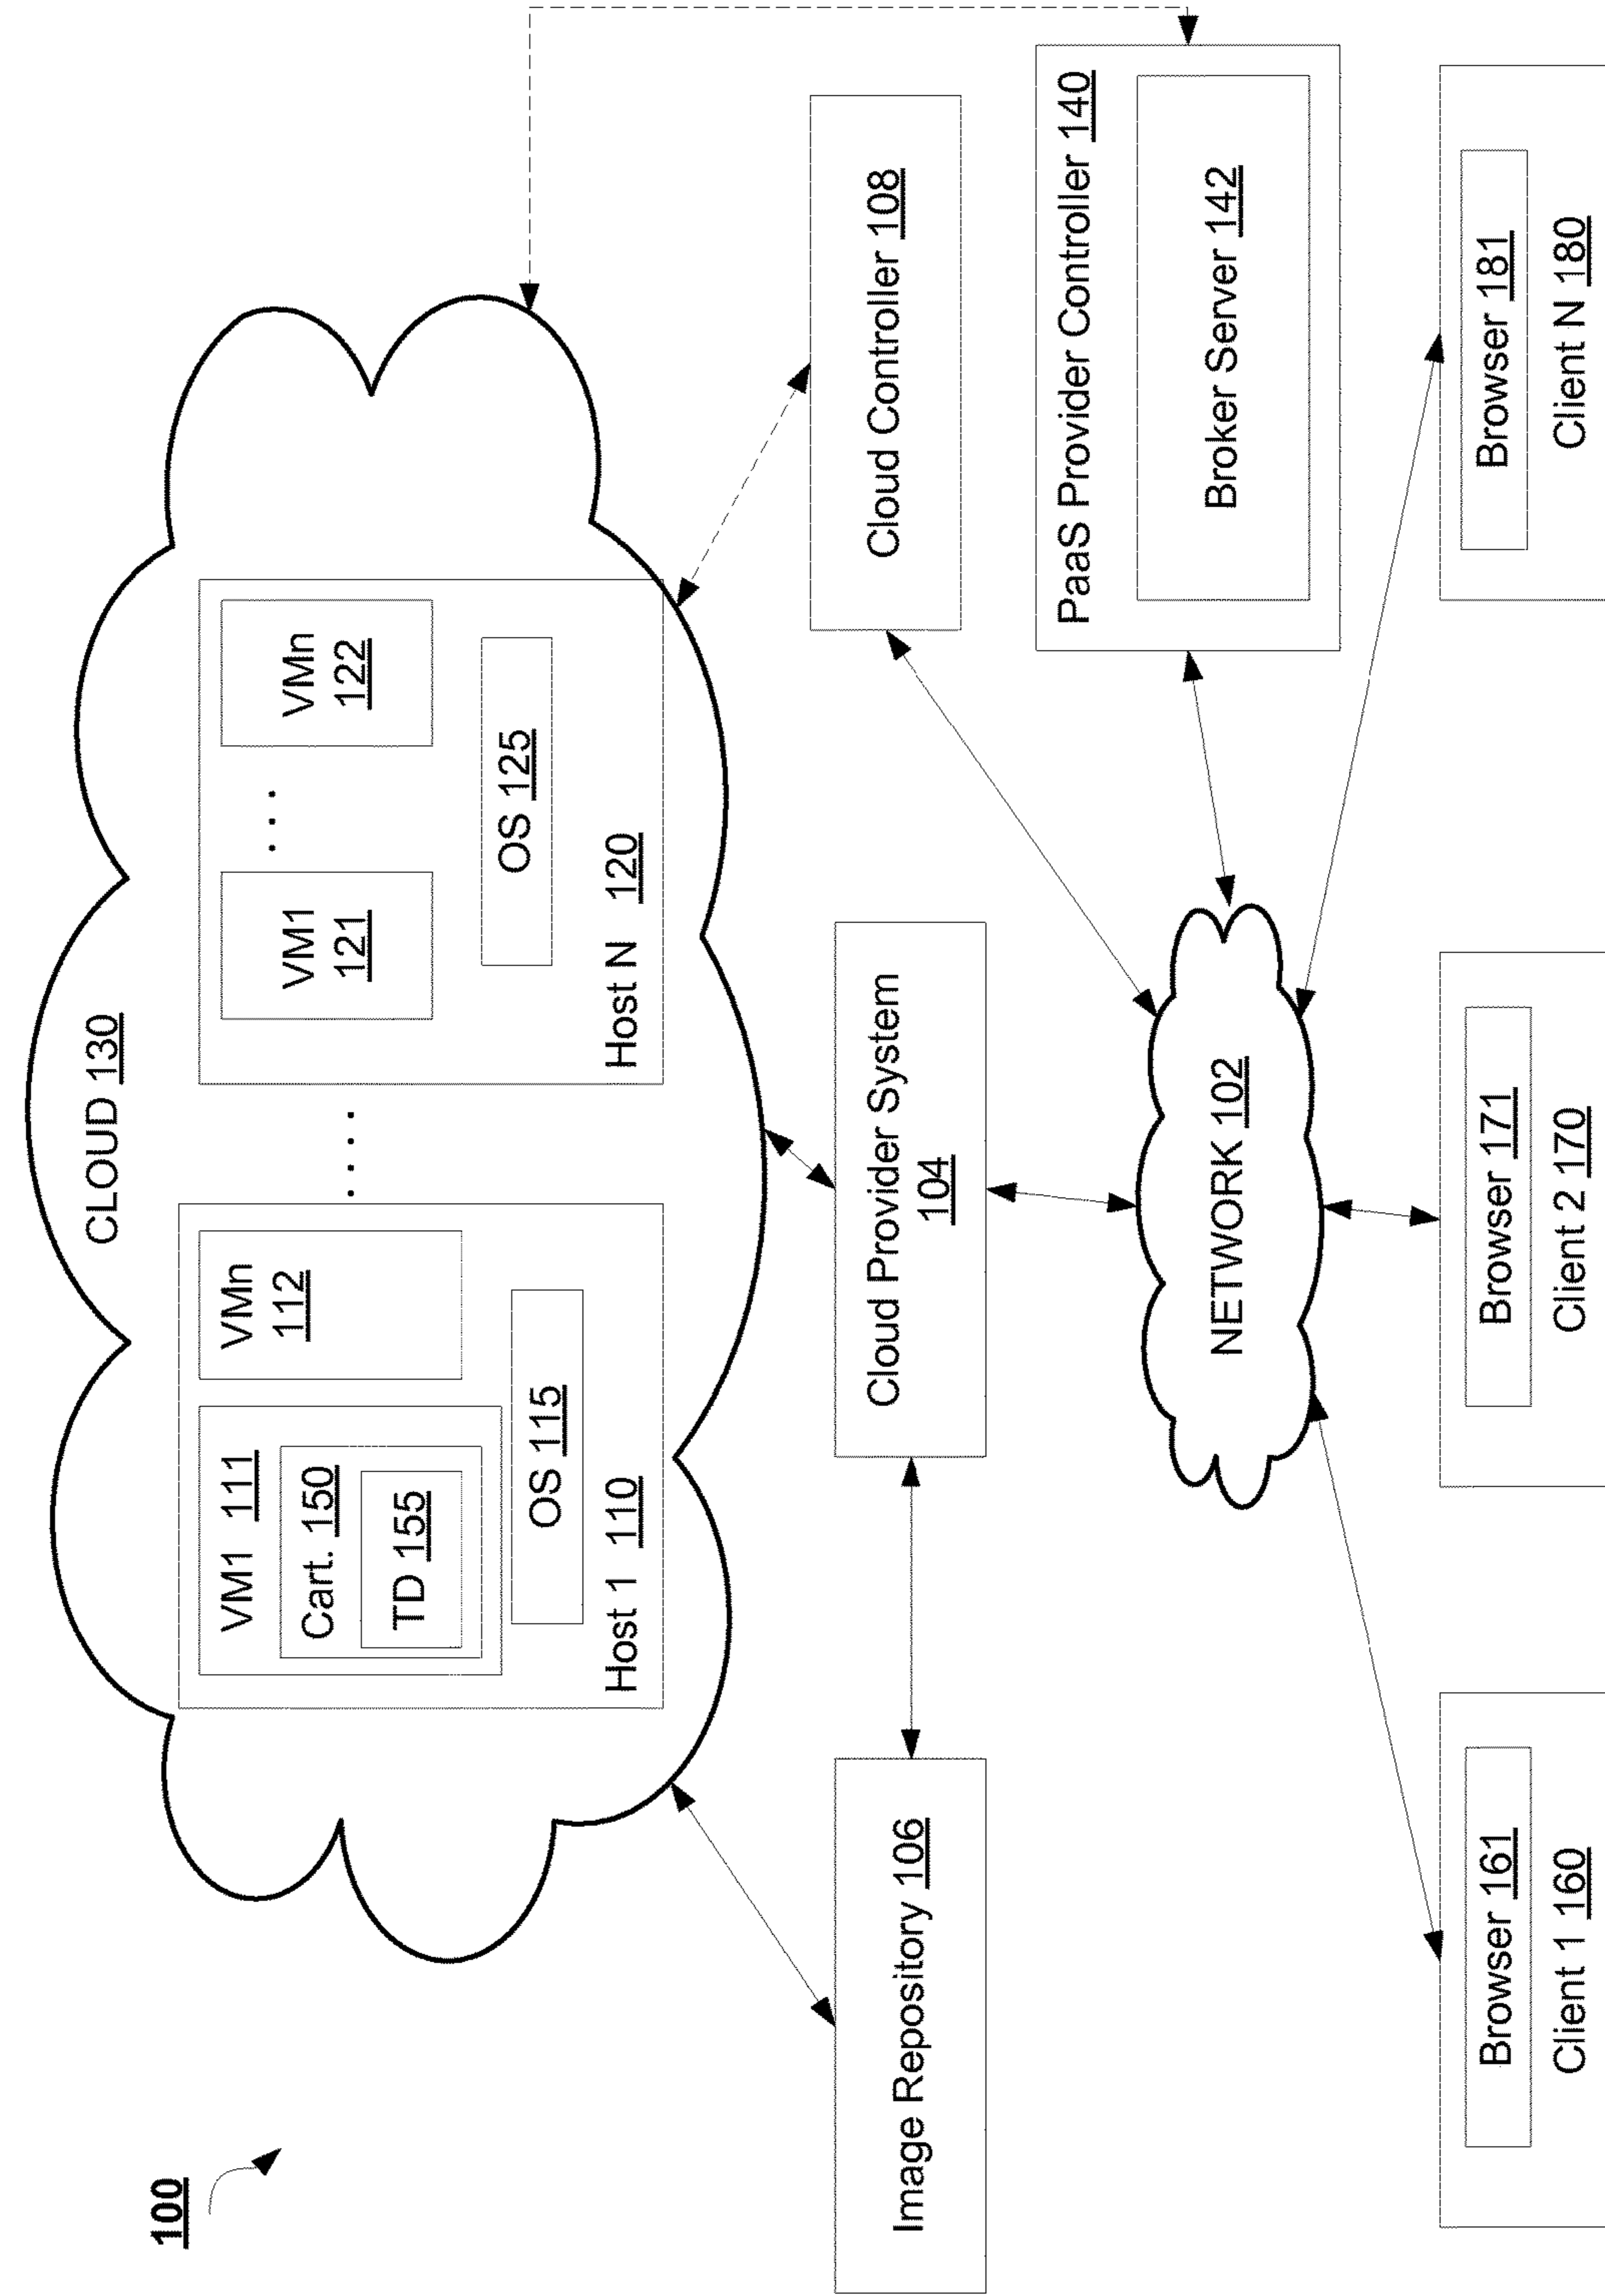 100
CLOUD 130
VM1 111
Cart. 150
TD 155
VMn
112
OS 115
Host 1 110
. . . . .
VM1
121
. . .
VMn
122
OS 125
Host N 120
Image Repository 106
Cloud Provider System
104
Cloud Controller 108
PaaS Provider Controller 140
Broker Server 142
NETWORK 102
Browser 161
Client 1 160
Browser 171
Client 2 170
Browser 181
Client N 180